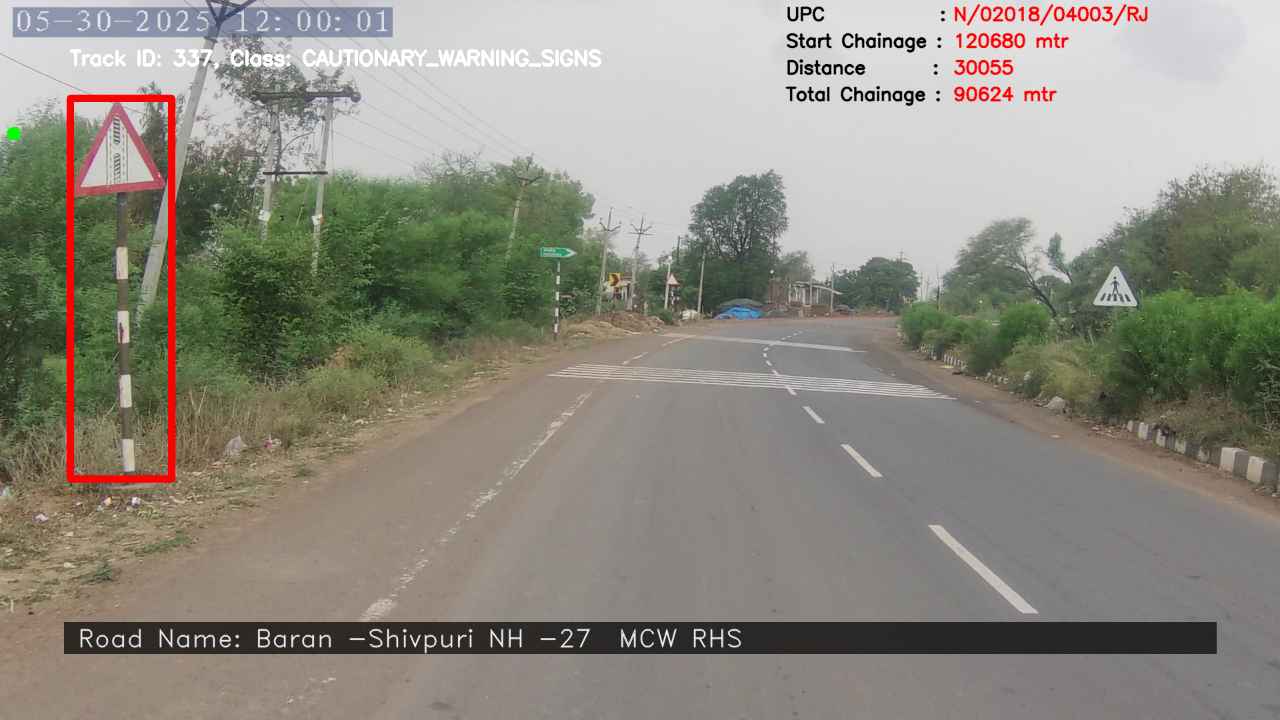 05-30-2025 12:00:01
Track ID: 337, Class: CAUTIONARY_WARNING_SIGNS
UPC : N/02018/04003/RJ
Start Chainage : 120680 mtr
Distance : 30055
Total Chainage : 90624 mtr
Road Name: Baran -Shivpuri NH -27 MCW RHS